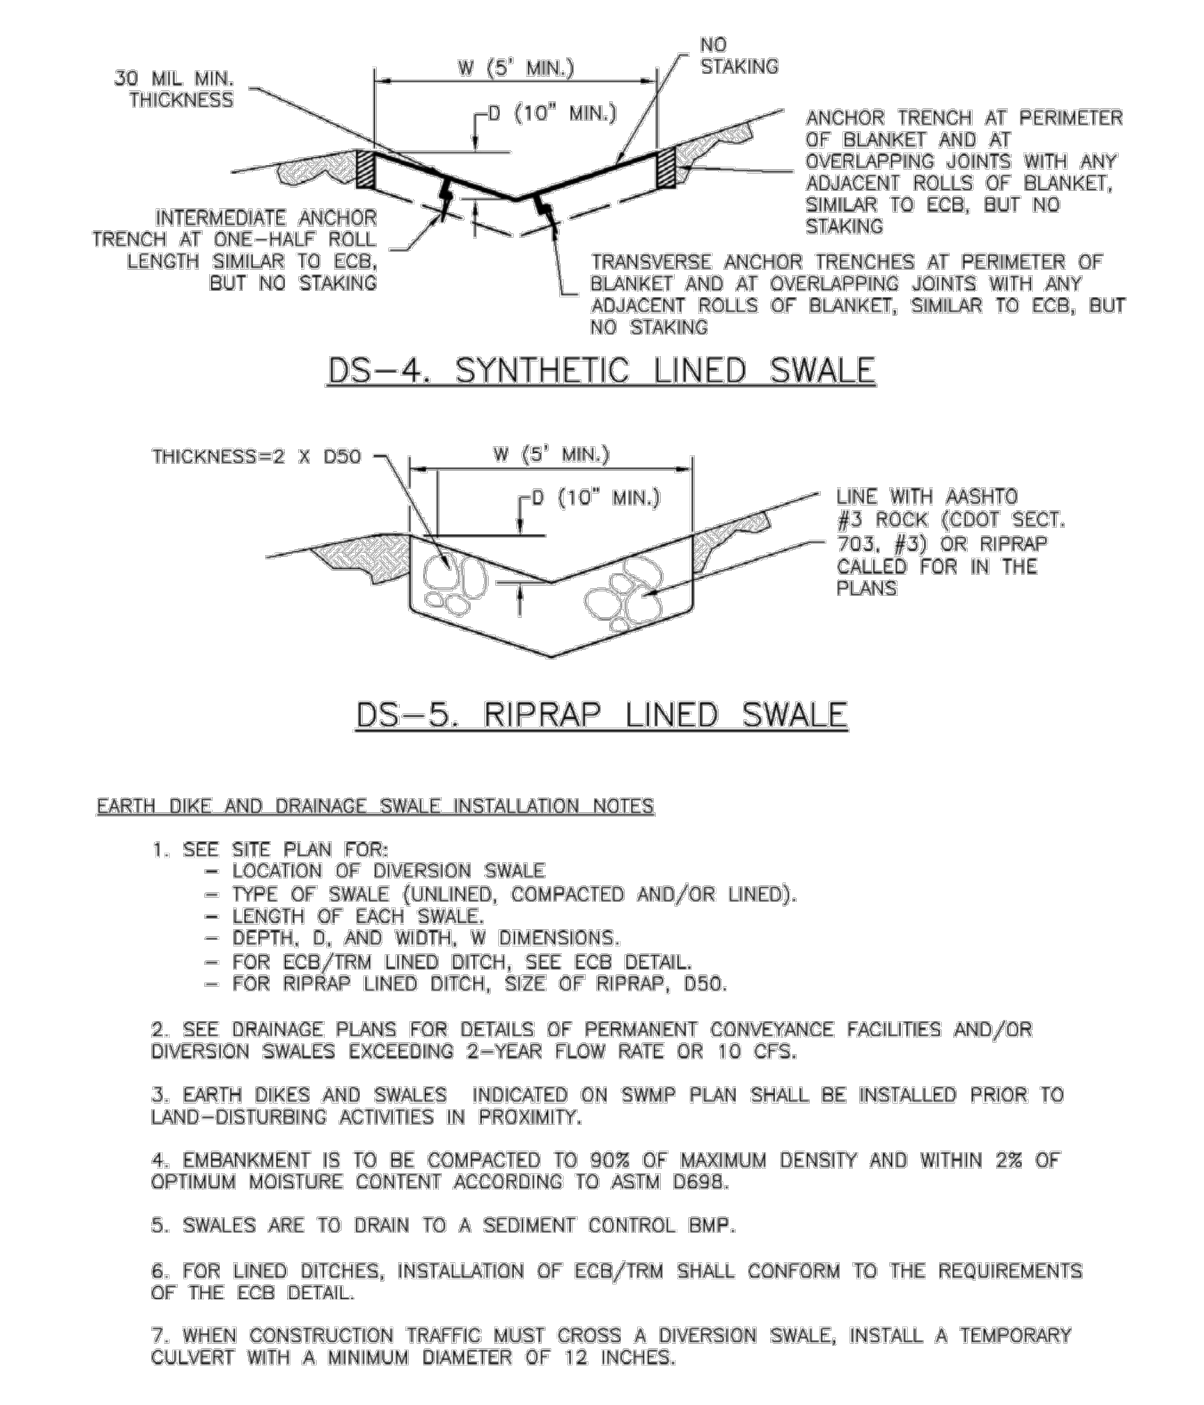 NO
STAKING
W (5' MIN.)
30 MIL MIN.
THICKNESS
D (10" MIN.)
ANCHOR TRENCH AT PERIMETER
OF BLANKET AND AT
OVERLAPPING JOINTS WITH ANY
ADJACENT ROLLS OF BLANKET,
SIMILAR TO ECB, BUT NO
STAKING
INTERMEDIATE ANCHOR
TRENCH AT ONE-HALF ROLL
LENGTH SIMILAR TO ECB,
BUT NO STAKING
TRANSVERSE ANCHOR TRENCHES AT PERIMETER OF
BLANKET AND AT OVERLAPPING JOINTS WITH ANY
ADJACENT ROLLS OF BLANKET, SIMILAR TO ECB, BUT
NO STAKING
DS-4. SYNTHETIC LINED SWALE
THICKNESS=2 X D50
W (5' MIN.)
D (10" MIN.)
LINE WITH AASHTO
#3 ROCK (CDOT SECT.
703, #3) OR RIPRAP
CALLED FOR IN THE
PLANS
DS-5. RIPRAP LINED SWALE
EARTH DIKE AND DRAINAGE SWALE INSTALLATION NOTES
1. SEE SITE PLAN FOR:
- LOCATION OF DIVERSION SWALE
- TYPE OF SWALE (UNLINED, COMPACTED AND/OR LINED).
- LENGTH OF EACH SWALE.
- DEPTH, D, AND WIDTH, W DIMENSIONS.
- FOR ECB/TRM LINED DITCH, SEE ECB DETAIL.
- FOR RIPRAP LINED DITCH, SIZE OF RIPRAP, D50.
2. SEE DRAINAGE PLANS FOR DETAILS OF PERMANENT CONVEYANCE FACILITIES AND/OR
DIVERSION SWALES EXCEEDING 2-YEAR FLOW RATE OR 10 CFS.
3. EARTH DIKES AND SWALES INDICATED ON SWMP PLAN SHALL BE INSTALLED PRIOR TO
LAND-DISTURBING ACTIVITIES IN PROXIMITY.
4. EMBANKMENT IS TO BE COMPACTED TO 90% OF MAXIMUM DENSITY AND WITHIN 2% OF
OPTIMUM MOISTURE CONTENT ACCORDING TO ASTM D698.
5. SWALES ARE TO DRAIN TO A SEDIMENT CONTROL BMP.
6. FOR LINED DITCHES, INSTALLATION OF ECB/TRM SHALL CONFORM TO THE REQUIREMENTS
OF THE ECB DETAIL.
7. WHEN CONSTRUCTION TRAFFIC MUST CROSS A DIVERSION SWALE, INSTALL A TEMPORARY
CULVERT WITH A MINIMUM DIAMETER OF 12 INCHES.